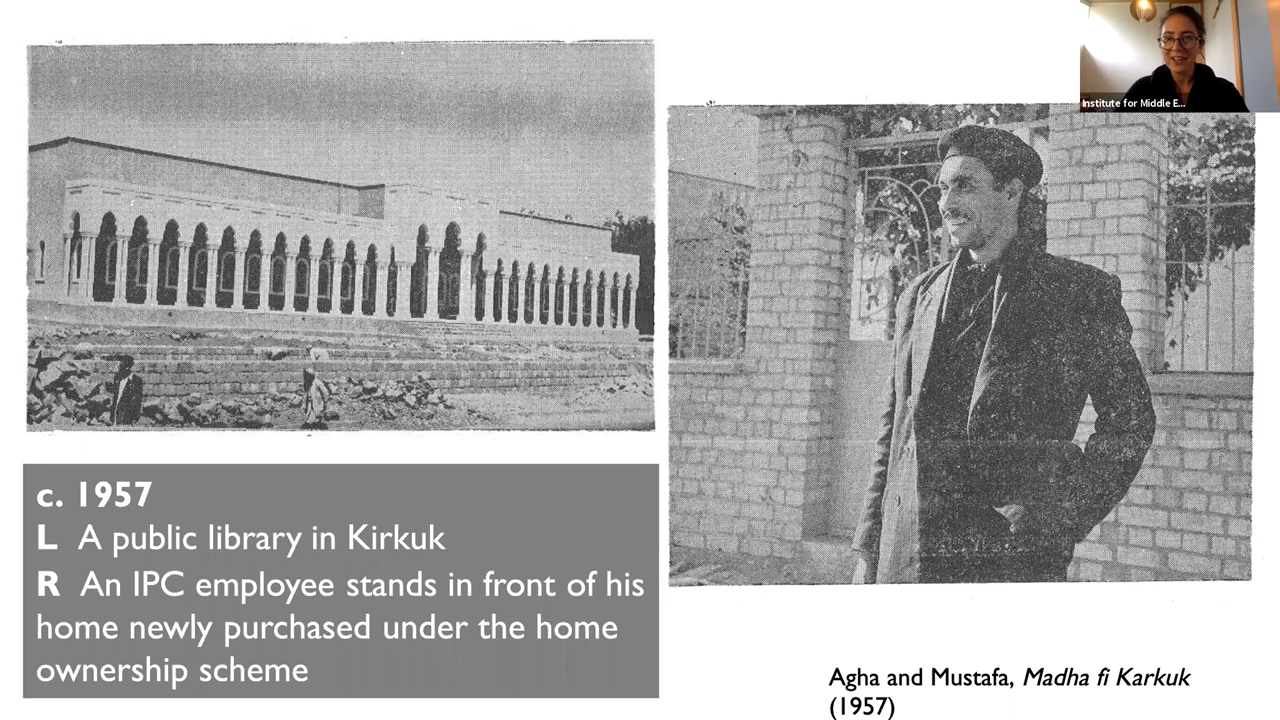 Institute for Middle E...
c. 1957
L A public library in Kirkuk
R An IPC employee stands in front of his
home newly purchased under the home
ownership scheme
Agha and Mustafa, Madha fi Karkuk
(1957)